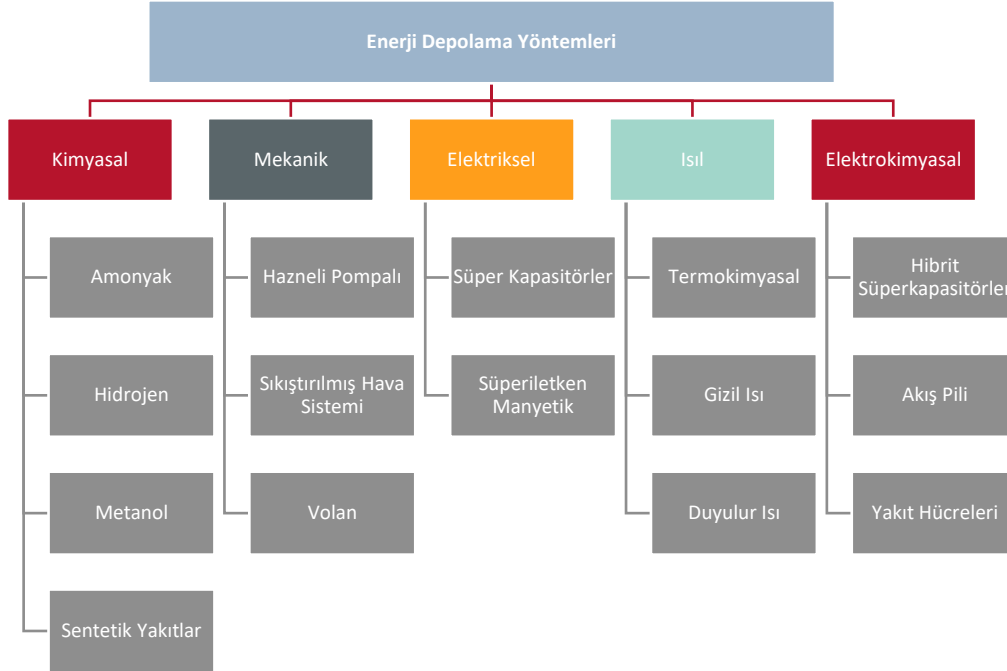 Enerji Depolama Yöntemleri
Kimyasal
Mekanik
Elektriksel
Isıl
Elektrokimyasal
Amonyak
Hazneli Pompalı
Süper Kapasitörler
Termokimyasal
Hibrit
Süperkapasitörler
Hidrojen
Sıkıştırılmış Hava
Sistemi
Süperiletken
Manyetik
Gizil Isı
Akış Pili
Metanol
Volan
Duyulur Isı
Yakıt Hücreleri
Sentetik Yakıtlar